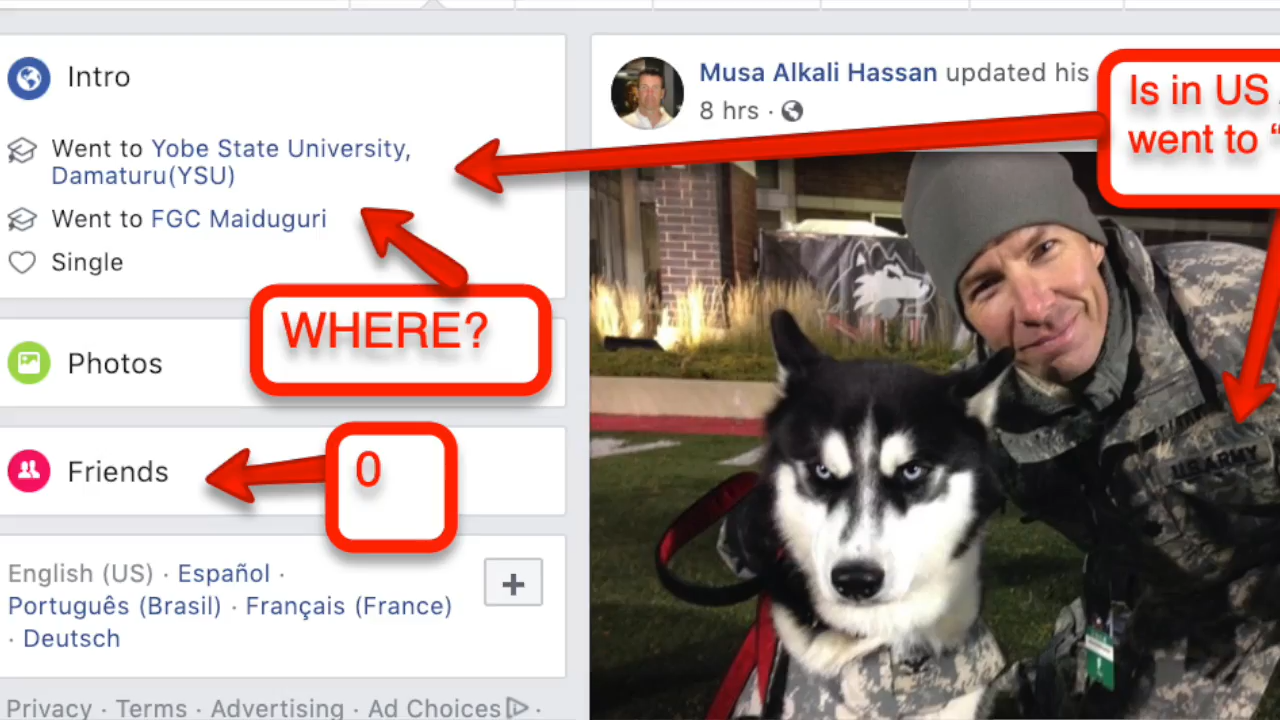 Intro
Went to Yobe State University,
Damaturu(YSU)
Went to FGC Maiduguri
Single
WHERE?
Photos
0
Friends
English (US) · Español ·
Português (Brasil) · Français (France)
· Deutsch
Privacy · Terms · Advertising · Ad Choices ·
Musa Alkali Hassan updated his
8 hrs ·
Is in US
went to “
US ARMY